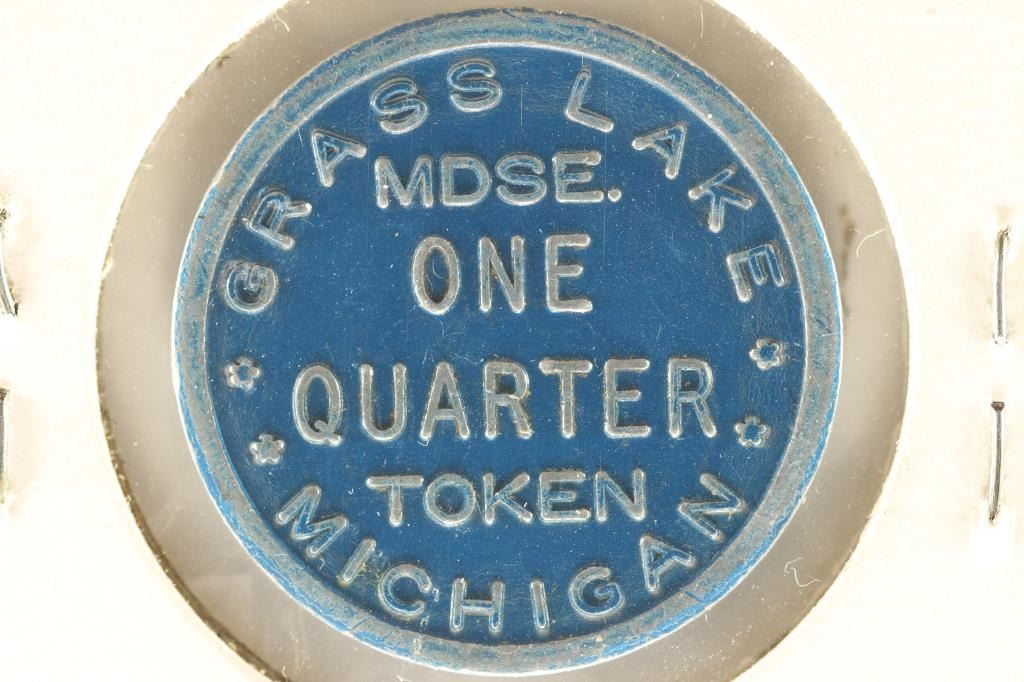 GRASS LAKE
MDSE.
ONE
QUARTER
TOKEN
MICHIGAN